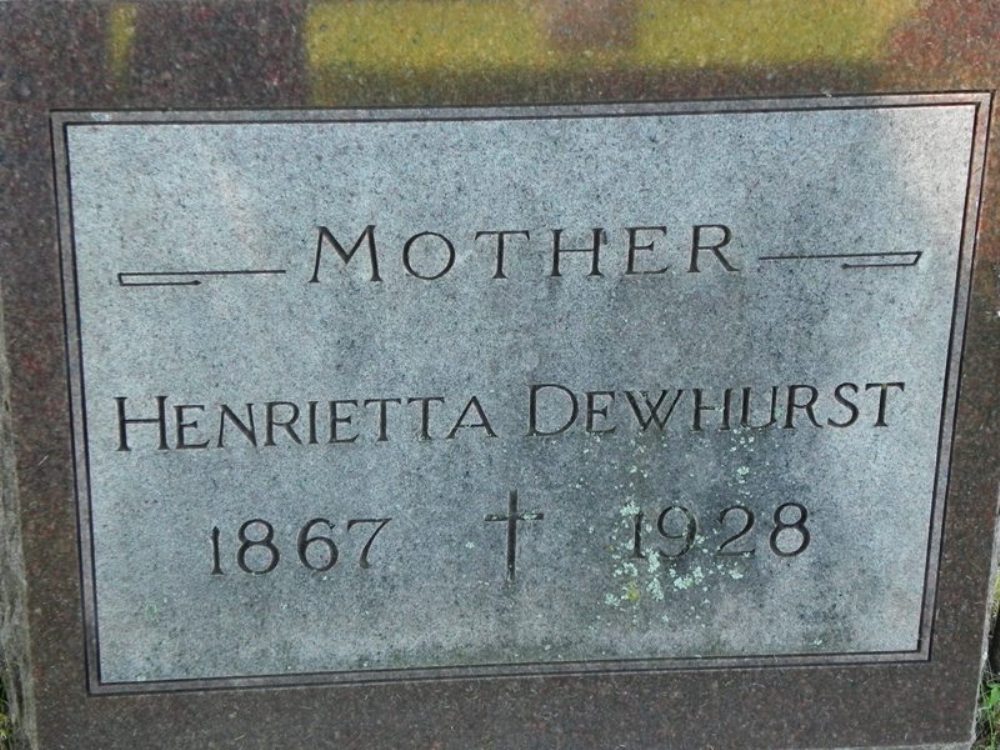 MOTHER
HENRIETTA DEWHURST
1867 † 1928